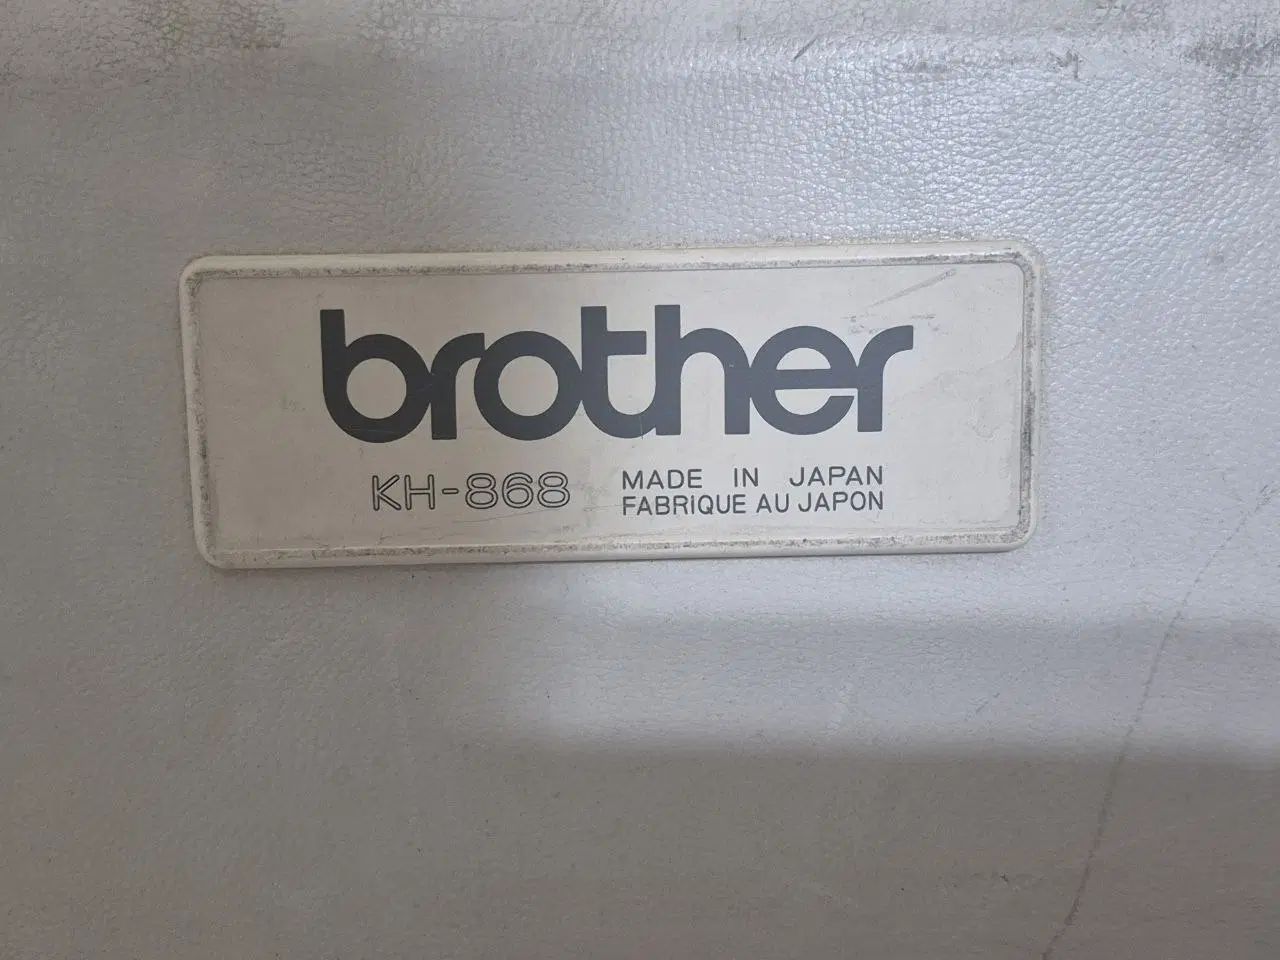 brother
KH-868
MADE IN JAPAN
FABRIQUE AU JAPON